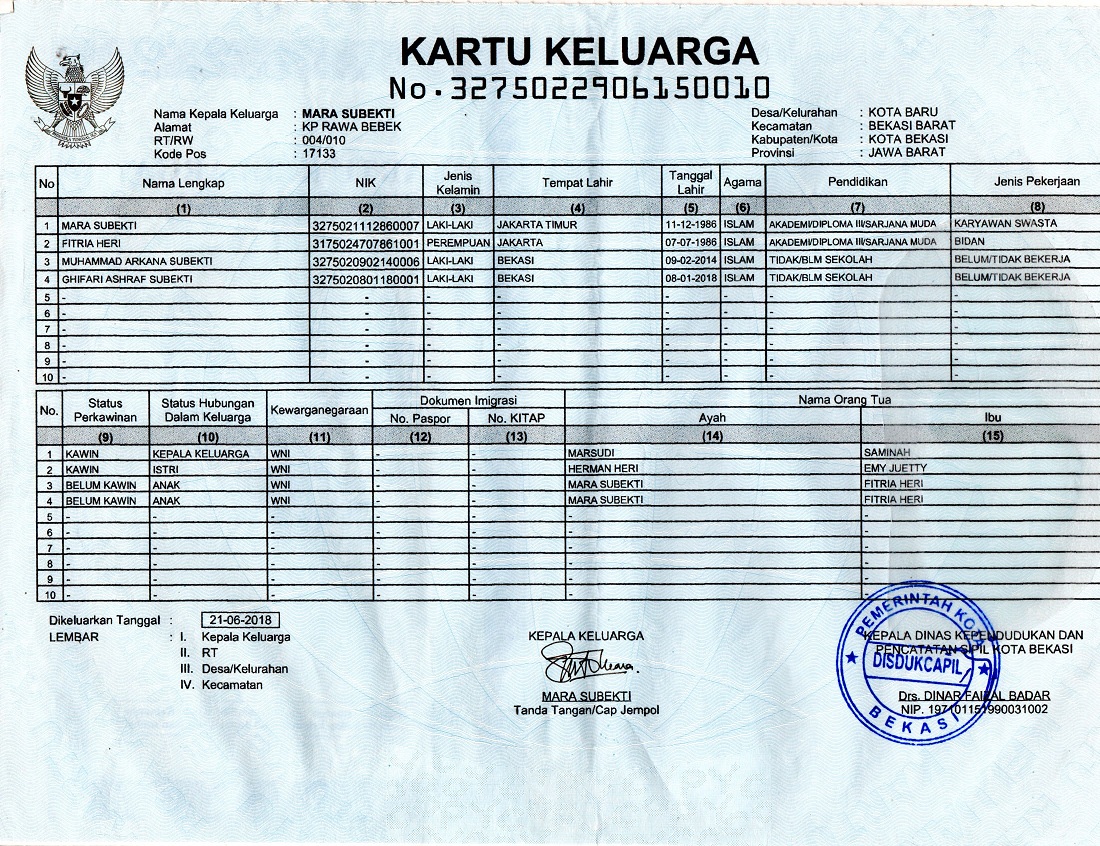 KARTU KELUARGA
No.3275022906150010
Nama Kepala Keluarga : MARA SUBEKTI
Alamat : KP RAWA BEBEK
RT/RW : 004/010
Kode Pos : 17133
Desa/Kelurahan : KOTA BARU
Kecamatan : BEKASI BARAT
Kabupaten/Kota : KOTA BEKASI
Provinsi : JAWA BARAT
No Nama Lengkap NIK Jenis Kelamin Tempat Lahir Tanggal Lahir Agama Pendidikan Jenis Pekerjaan
(1) (2) (3) (4) (5) (6) (7) (8)
1 MARA SUBEKTI 3275021112860007 LAKI-LAKI JAKARTA TIMUR 11-12-1986 ISLAM AKADEMI/DIPLOMA III/SARJANA MUDA KARYAWAN SWASTA
2 FITRIA HERI 3175024707861001 PEREMPUAN JAKARTA 07-07-1986 ISLAM AKADEMI/DIPLOMA III/SARJANA MUDA BIDAN
3 MUHAMMAD ARKANA SUBEKTI 3275020902140006 LAKI-LAKI BEKASI 09-02-2014 ISLAM TIDAK/BLM SEKOLAH BELUM/TIDAK BEKERJA
4 GHIFARI ASHRAF SUBEKTI 3275020801180001 LAKI-LAKI BEKASI 08-01-2018 ISLAM TIDAK/BLM SEKOLAH BELUM/TIDAK BEKERJA
5 - - - - - - - -
6 - - - - - - - -
7 - - - - - - - -
8 - - - - - - - -
9 - - - - - - - -
10 - - - - - - - -
No. Status Perkawinan Status Hubungan Dalam Keluarga Kewarganegaraan Dokumen Imigrasi Nama Orang Tua
No. Paspor No. KITAP Ayah Ibu
(9) (10) (11) (12) (13) (14) (15)
1 KAWIN KEPALA KELUARGA WNI - - MARSUDI SAMINAH
2 KAWIN ISTRI WNI - - HERMAN HERI EMY JUETTY
3 BELUM KAWIN ANAK WNI - - MARA SUBEKTI FITRIA HERI
4 BELUM KAWIN ANAK WNI - - MARA SUBEKTI FITRIA HERI
5 - - - - - - -
6 - - - - - - -
7 - - - - - - -
8 - - - - - - -
9 - - - - - - -
10 - - - - - - -
Dikeluarkan Tanggal : 21-06-2018
LEMBAR : I. Kepala Keluarga
II. RT
III. Desa/Kelurahan
IV. Kecamatan
KEPALA KELUARGA
MARA SUBEKTI
Tanda Tangan/Cap Jempol
KEPALA DINAS KEPENDUDUKAN DAN
PENCATATAN SIPIL KOTA BEKASI
PEMERINTAH KOTA
DISDUKCAPIL
BEKASI
Drs. DINAR FAIZAL BADAR
NIP.